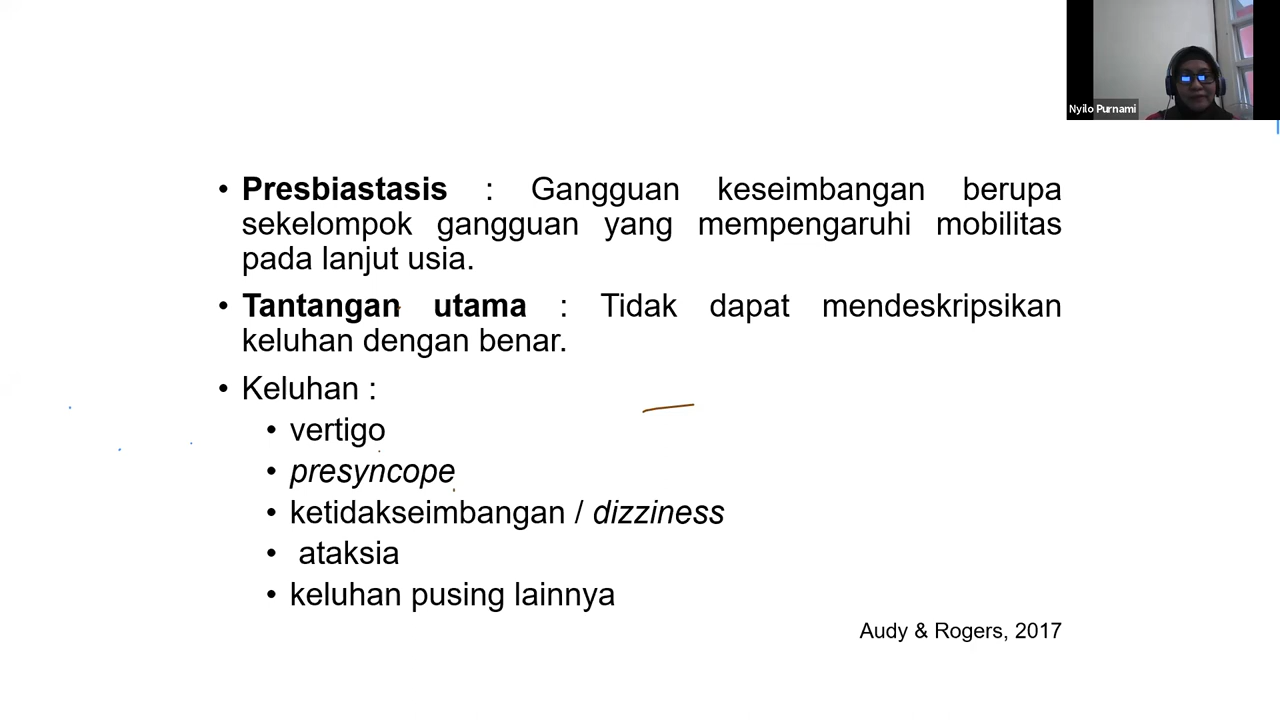 Nyilo Purnami
• Presbiastasis : Gangguan keseimbangan berupa
sekelompok gangguan yang mempengaruhi mobilitas
pada lanjut usia.
• Tantangan utama : Tidak dapat mendeskripsikan
keluhan dengan benar.
• Keluhan :
• vertigo
• presyncope
• ketidakseimbangan / dizziness
• ataksia
• keluhan pusing lainnya
Audy & Rogers, 2017